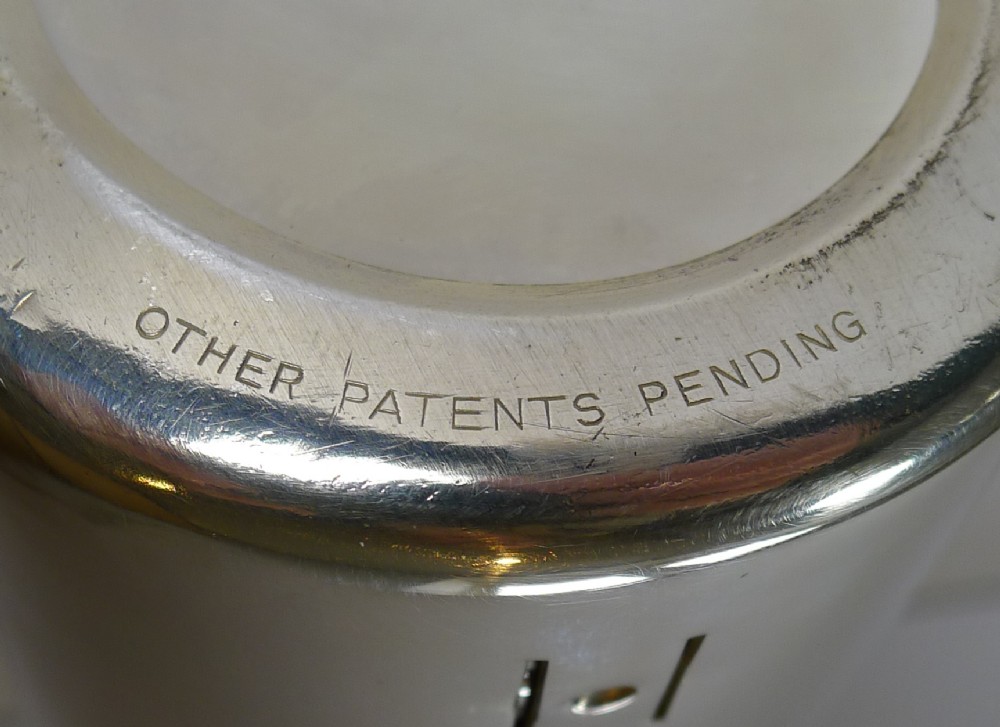 OTHER PATENTS PENDING